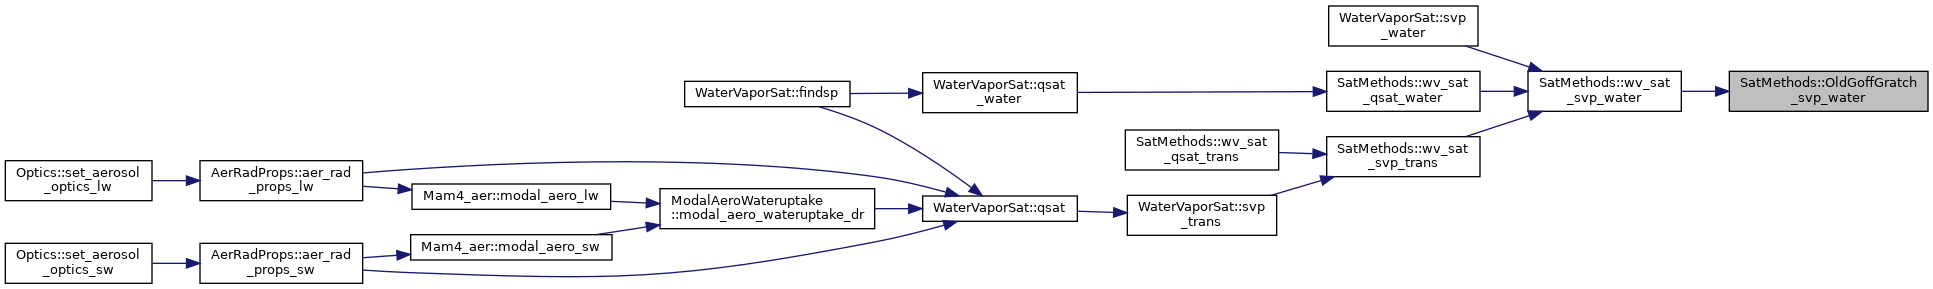 WaterVaporSat::svp
_water
WaterVaporSat::findsp
WaterVaporSat::qsat
_water
SatMethods::wv_sat
_qsat_water
SatMethods::wv_sat
_svp_water
SatMethods::OldGoffGratch
_svp_water
SatMethods::wv_sat
_qsat_trans
SatMethods::wv_sat
_svp_trans
Optics::set_aerosol
_optics_lw
AerRadProps::aer_rad
_props_lw
Mam4_aer::modal_aero_lw
ModalAeroWateruptake
::modal_aero_wateruptake_dr
WaterVaporSat::qsat
WaterVaporSat::svp
_trans
Optics::set_aerosol
_optics_sw
AerRadProps::aer_rad
_props_sw
Mam4_aer::modal_aero_sw